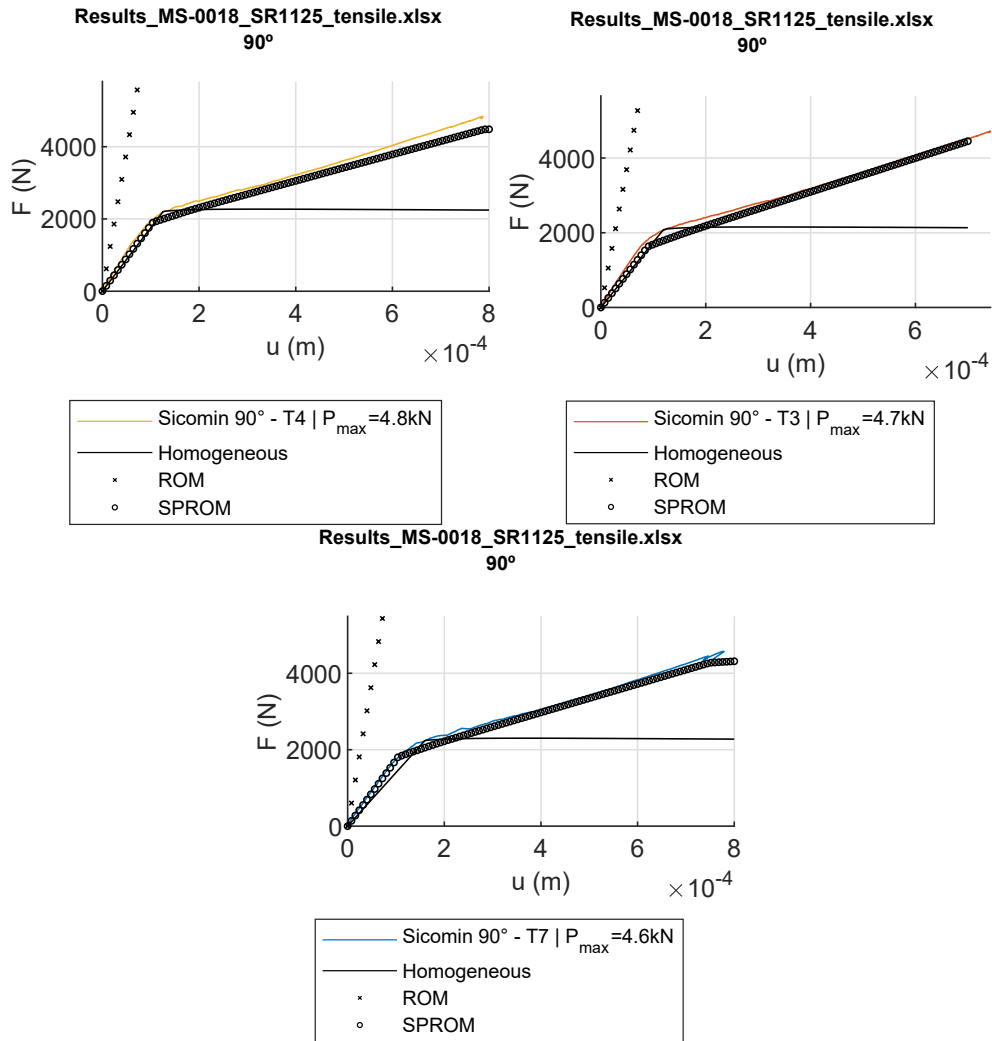 Results_MS-0018_SR1125_tensile.xlsx
90º
F (N)
4000
2000
0
0 2 4 6 8
u (m)
×10-4
Sicomin 90° - T4 | Pmax=4.8kN
Homogeneous
ROM
SPROM
Results_MS-0018_SR1125_tensile.xlsx
90º
F (N)
4000
2000
0
0 2 4 6
u (m)
×10-4
Sicomin 90° - T3 | Pmax=4.7kN
Homogeneous
ROM
SPROM
Results_MS-0018_SR1125_tensile.xlsx
90º
F (N)
4000
2000
0
0 2 4 6 8
u (m)
×10-4
Sicomin 90° - T7 | Pmax=4.6kN
Homogeneous
ROM
SPROM